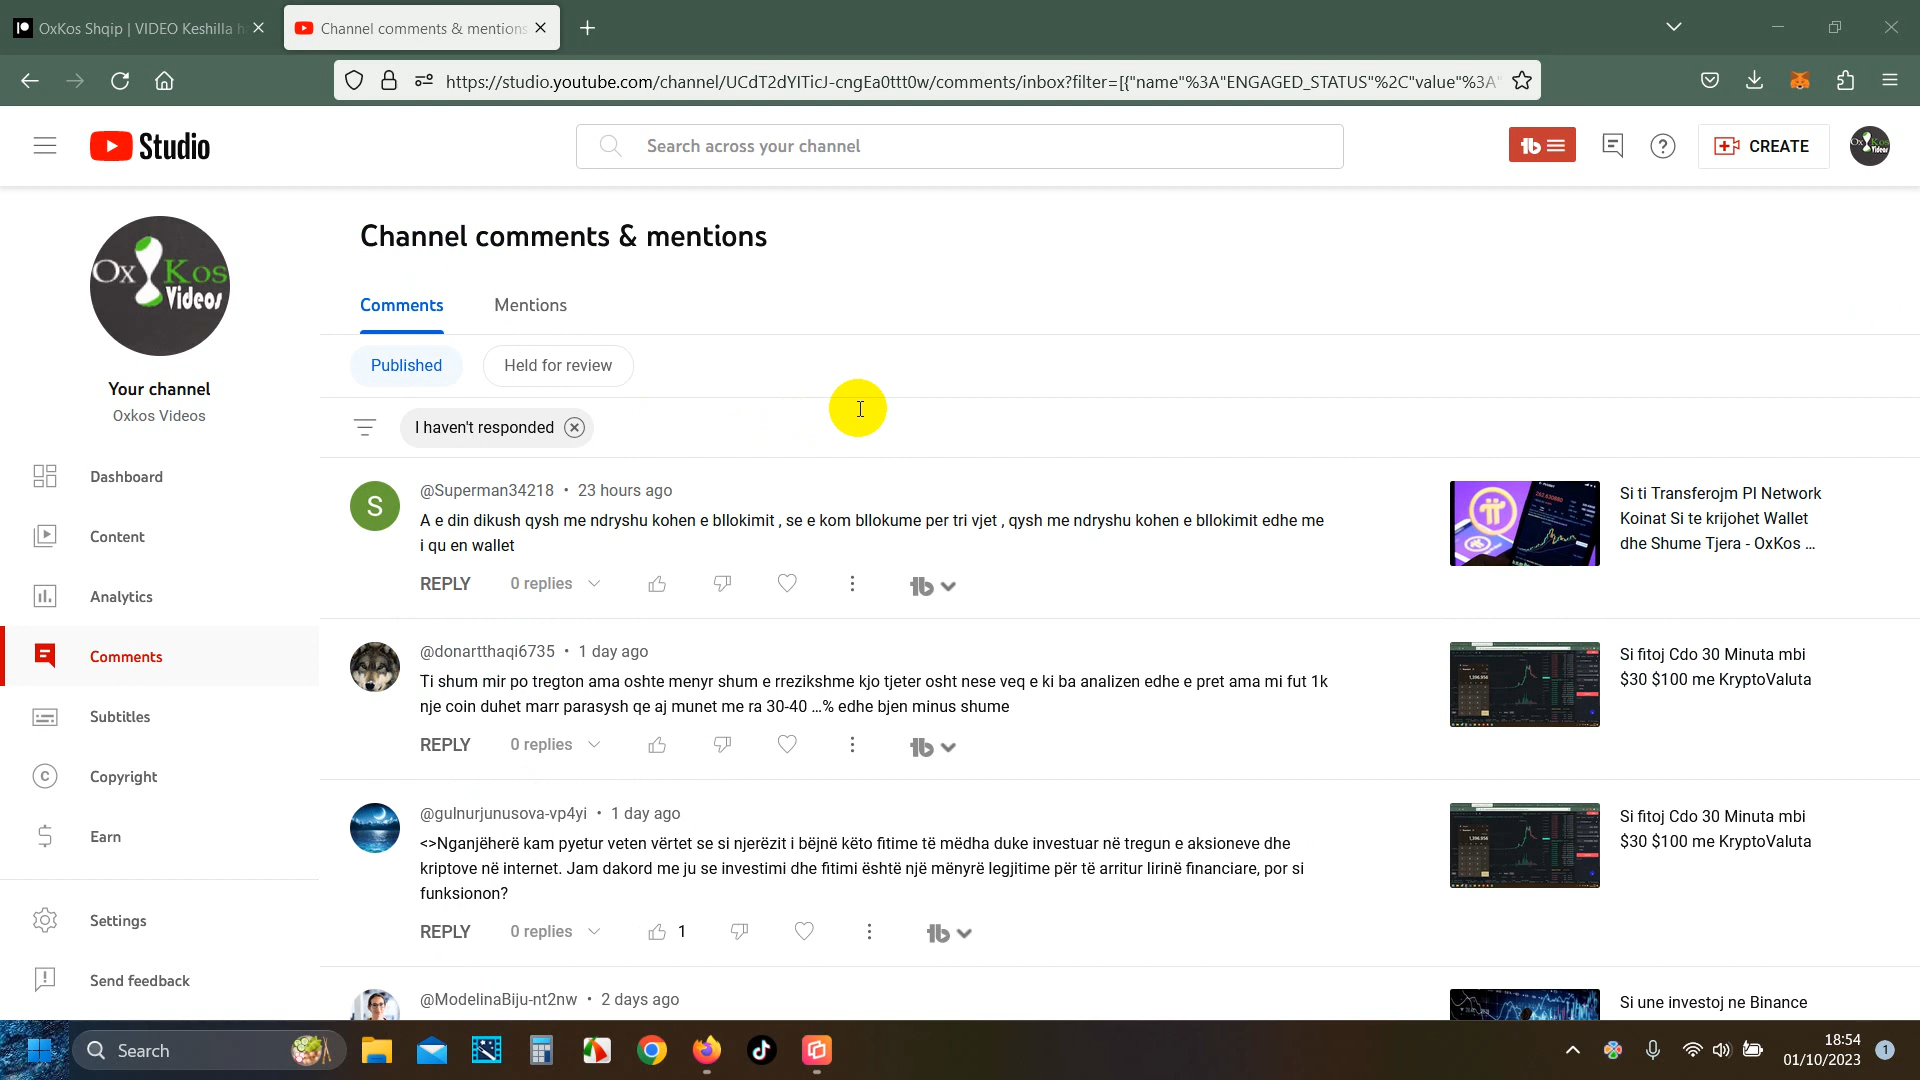 OxKos Shqip | VIDEO Keshilla h
Channel comments & mentions
https://studio.youtube.com/channel/UCdT2dYITicJ-cngEa0ttt0w/comments/inbox?filter=[{"name"%3A"ENGAGED_STATUS"%2C"value"%3A"
Studio
Search across your channel
CREATE
Ox Kos
Videos
Your channel
Oxkos Videos
Dashboard
Content
Analytics
Comments
Subtitles
Copyright
Earn
Settings
Send feedback
Channel comments & mentions
Comments
Mentions
Published
Held for review
I haven't responded
@Superman34218 • 23 hours ago
A e din dikush qysh me ndryshu kohen e bllokimit , se e kom bllokume per tri vjet , qysh me ndryshu kohen e bllokimit edhe me
i qu en wallet
REPLY 0 replies
Si ti Transferojm PI Network
Koinat Si te krijohet Wallet
dhe Shume Tjera - OxKos ...
@donartthaqi6735 • 1 day ago
Ti shum mir po tregton ama oshte menyr shum e rrezikshme kjo tjeter osht nese veq e ki ba analizen edhe e pret ama mi fut 1k
nje coin duhet marr parasysh qe aj munet me ra 30-40 ...% edhe bjen minus shume
REPLY 0 replies
Si fitoj Cdo 30 Minuta mbi
$30 $100 me KryptoValuta
@gulnurjunusova-vp4yi • 1 day ago
<>Nganjëherë kam pyetur veten vërtet se si njerëzit i bëjnë këto fitime të mëdha duke investuar në tregun e aksioneve dhe
kriptove në internet. Jam dakord me ju se investimi dhe fitimi është një mënyrë legjitime për të arritur lirinë financiare, por si
funksionon?
REPLY 0 replies 1
Si fitoj Cdo 30 Minuta mbi
$30 $100 me KryptoValuta
@ModelinaBiju-nt2nw • 2 days ago
Si une investoj ne Binance
Search
18:54
01/10/2023
1